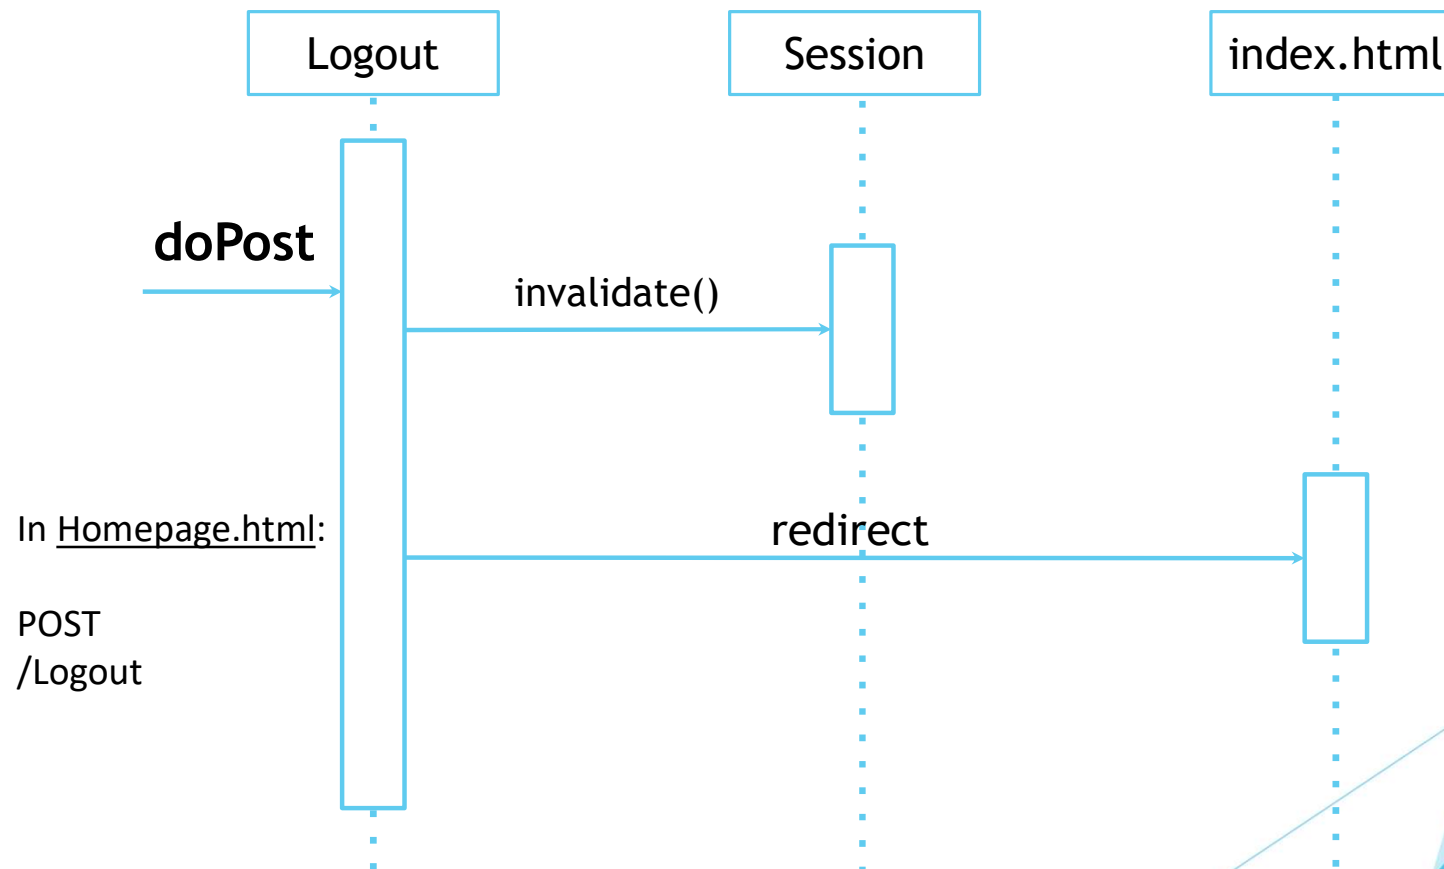 Logout
Session
index.html
doPost
invalidate()
In Homepage.html:
redirect
POST
/Logout